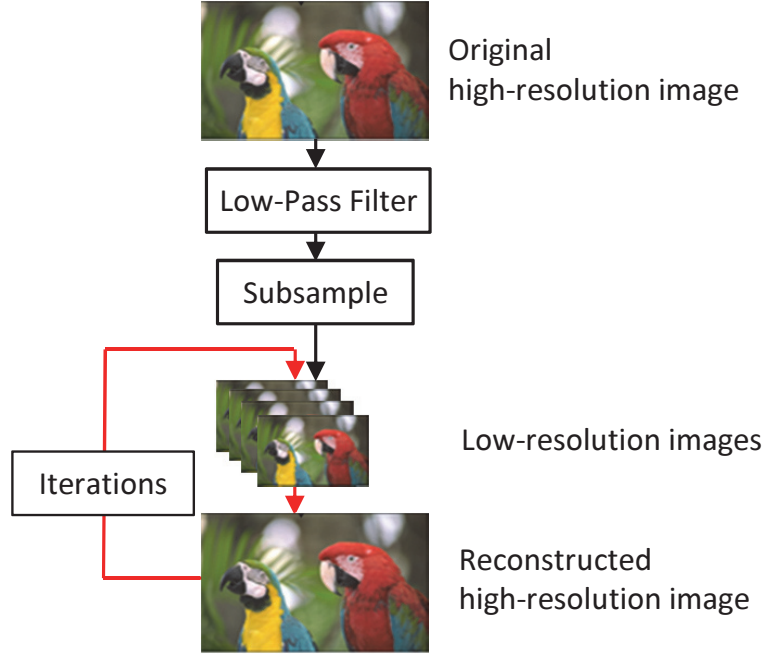 Original
high-resolution image
Low-Pass Filter
Subsample
Low-resolution images
Iterations
Reconstructed
high-resolution image